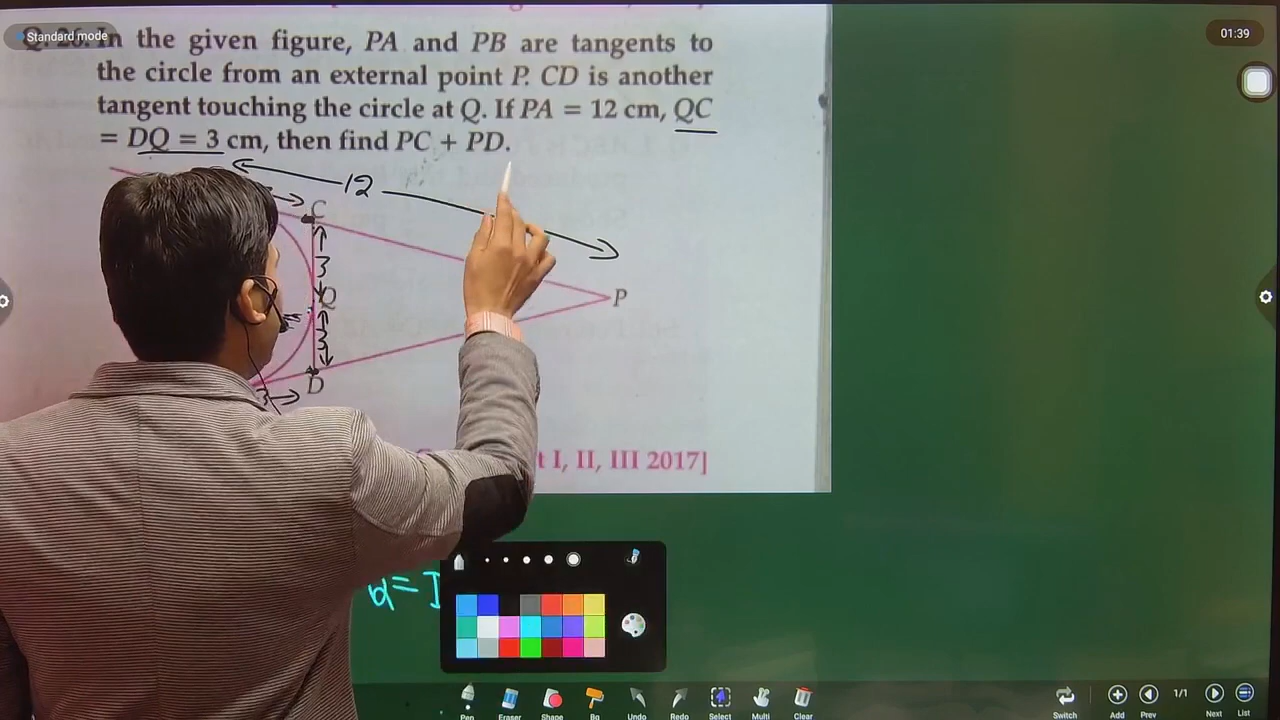 Standard mode
01:39
Q. 26. In the given figure, PA and PB are tangents to
the circle from an external point P. CD is another
tangent touching the circle at Q. If PA = 12 cm, QC
= DQ = 3 cm, then find PC + PD.
12
C
3
Q
3
P
D
3
t I, II, III 2017]
Pen Eraser Shape Bg Undo Redo Select Multi Clear
Switch Add Prev 1/1 Next List